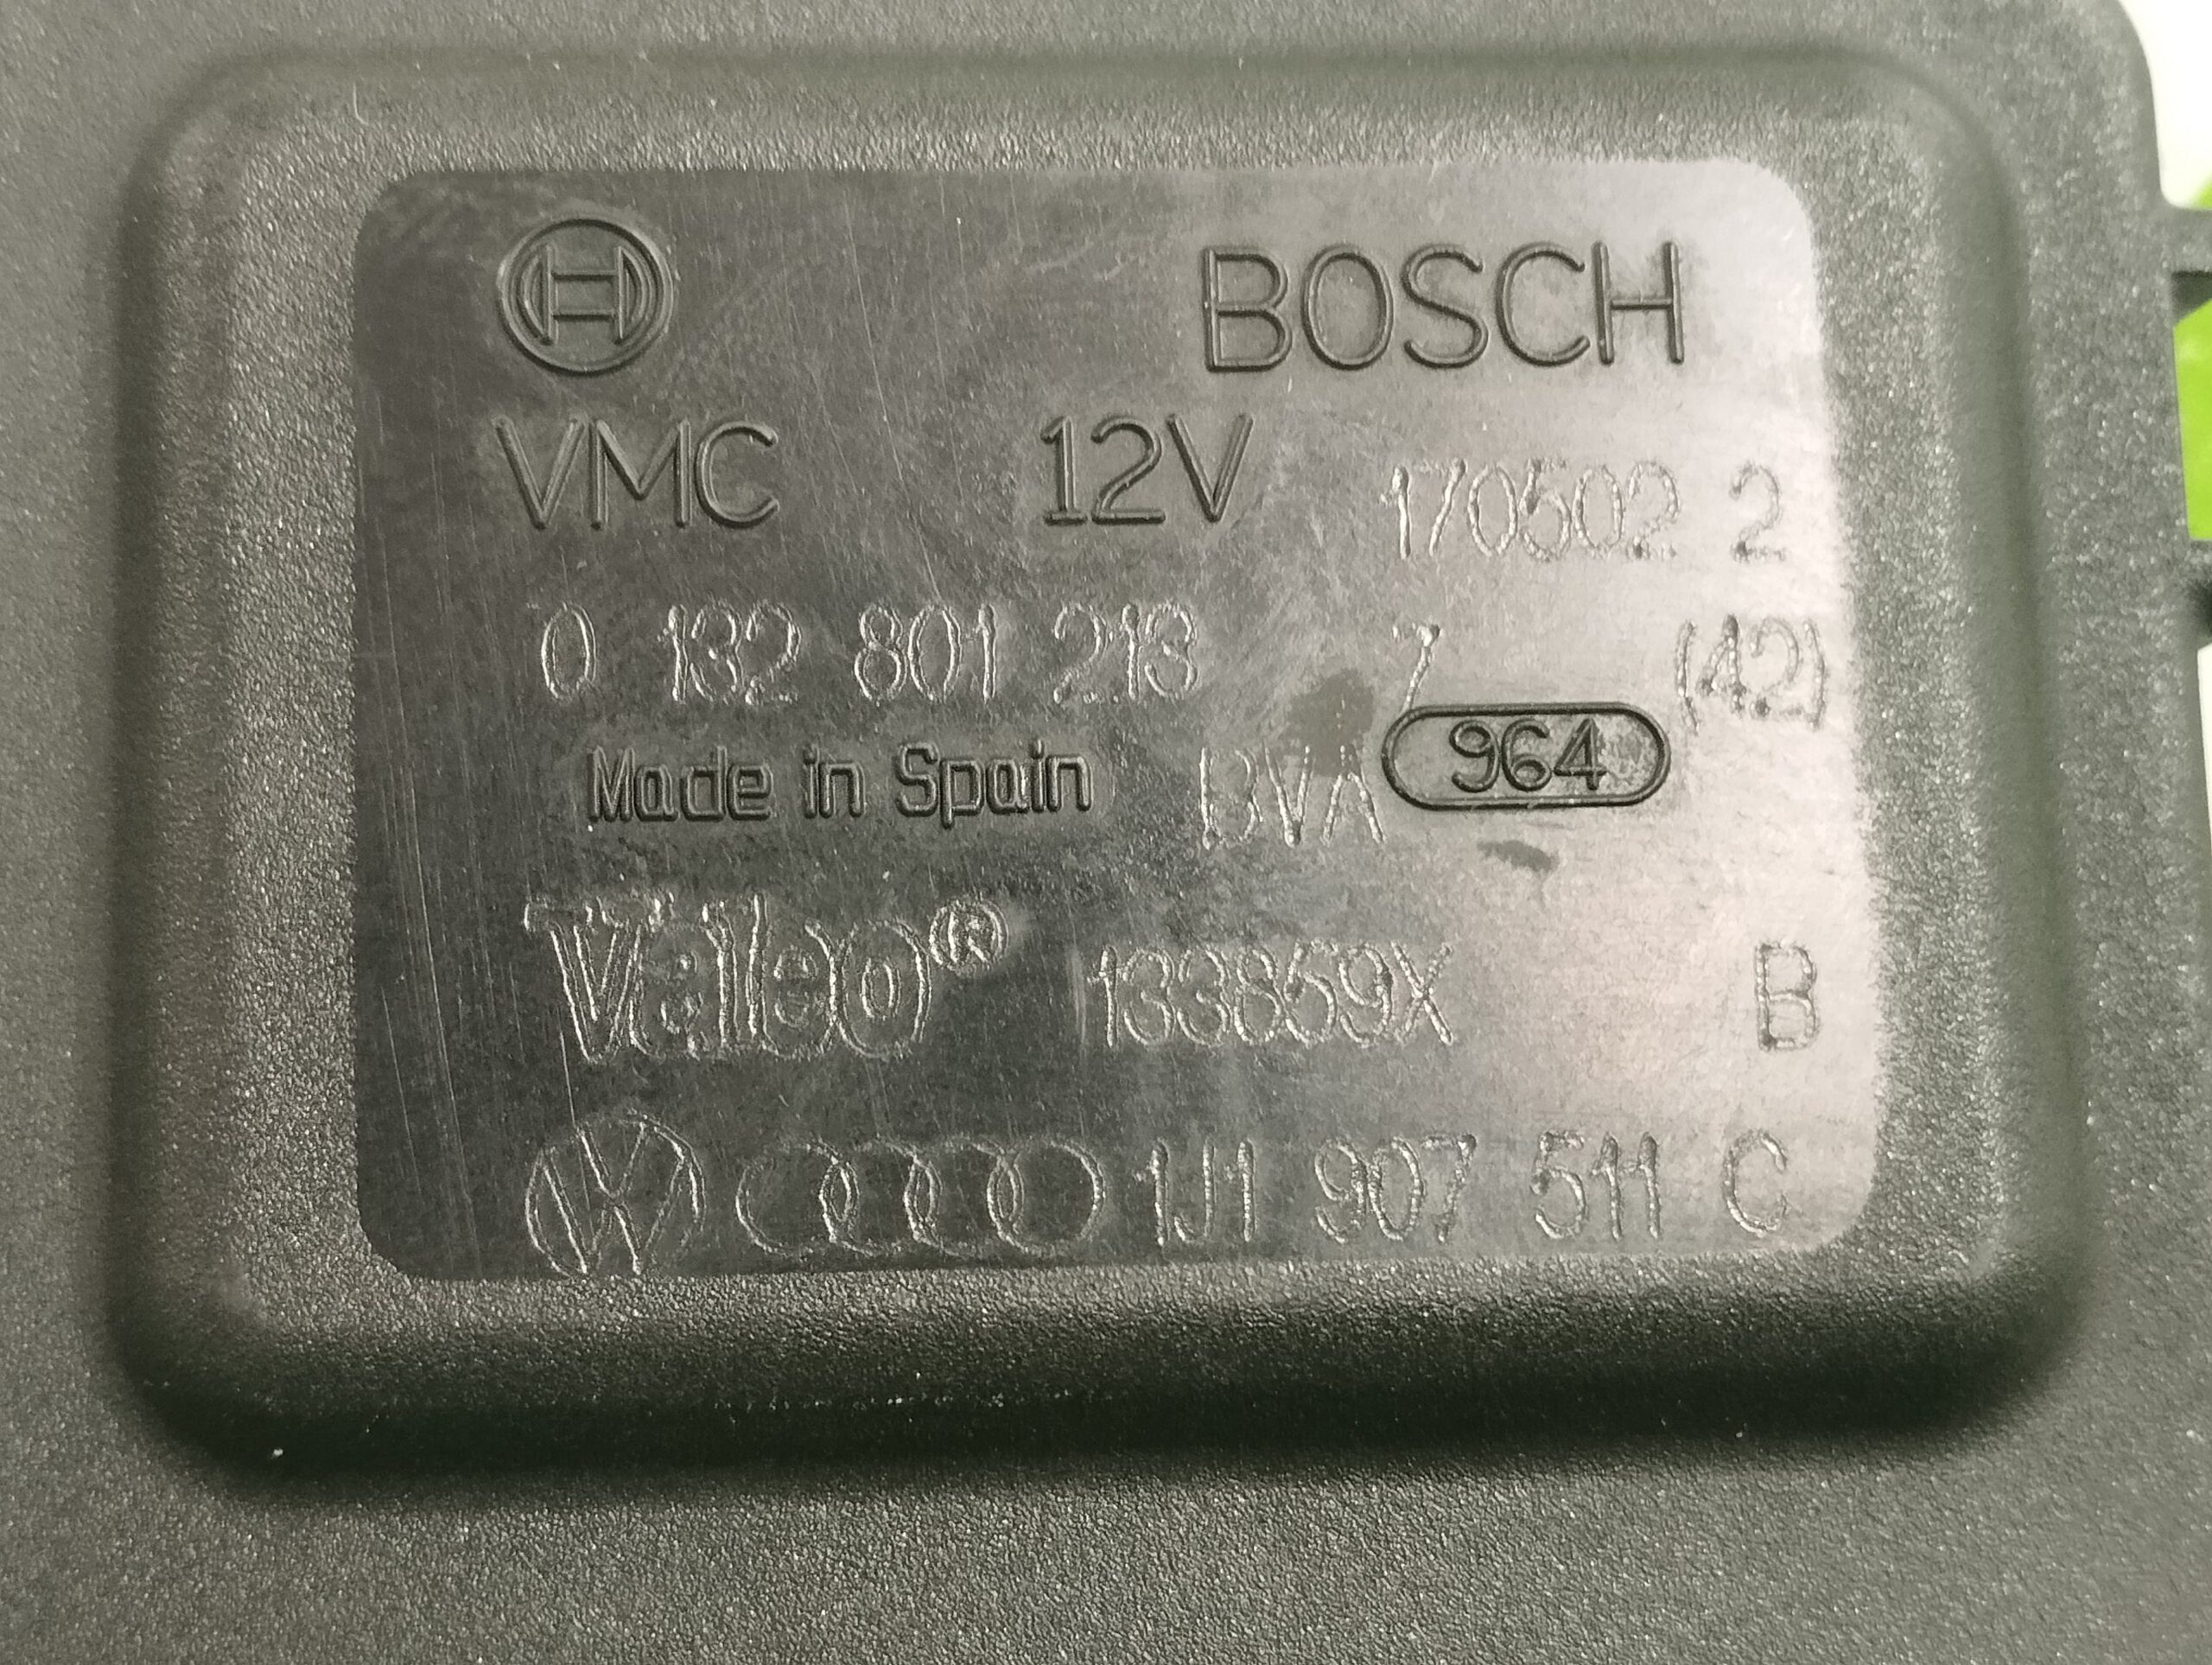 BOSCH
VMC 12V 170502 2
0 132 801 213 7 (42)
Made in Spain BVA 964
Valeo® 133859X B
1J1 907 511 C